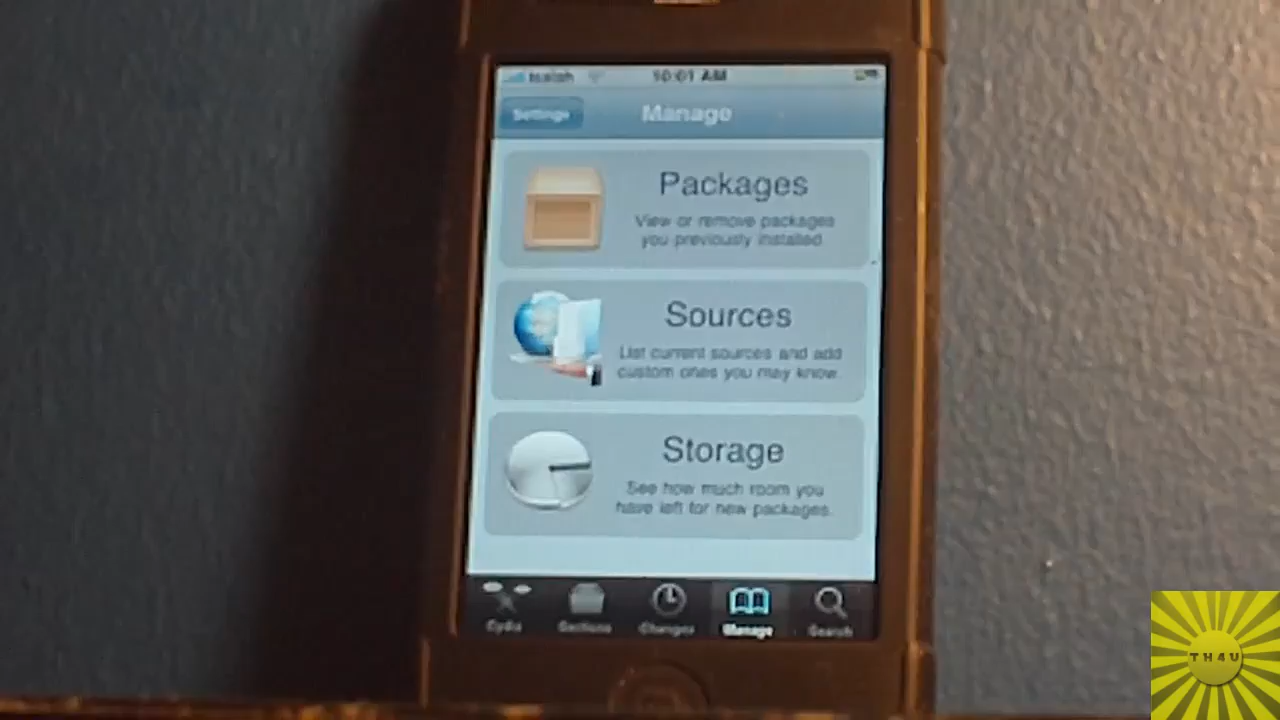 Isaiah 10:01 AM
Settings Manage
Packages
View or remove packages
you previously installed.
Sources
List current sources and add
custom ones you may know.
Storage
See how much room you
have left for new packages.
Cydia Sections Changes Manage Search
TH4U